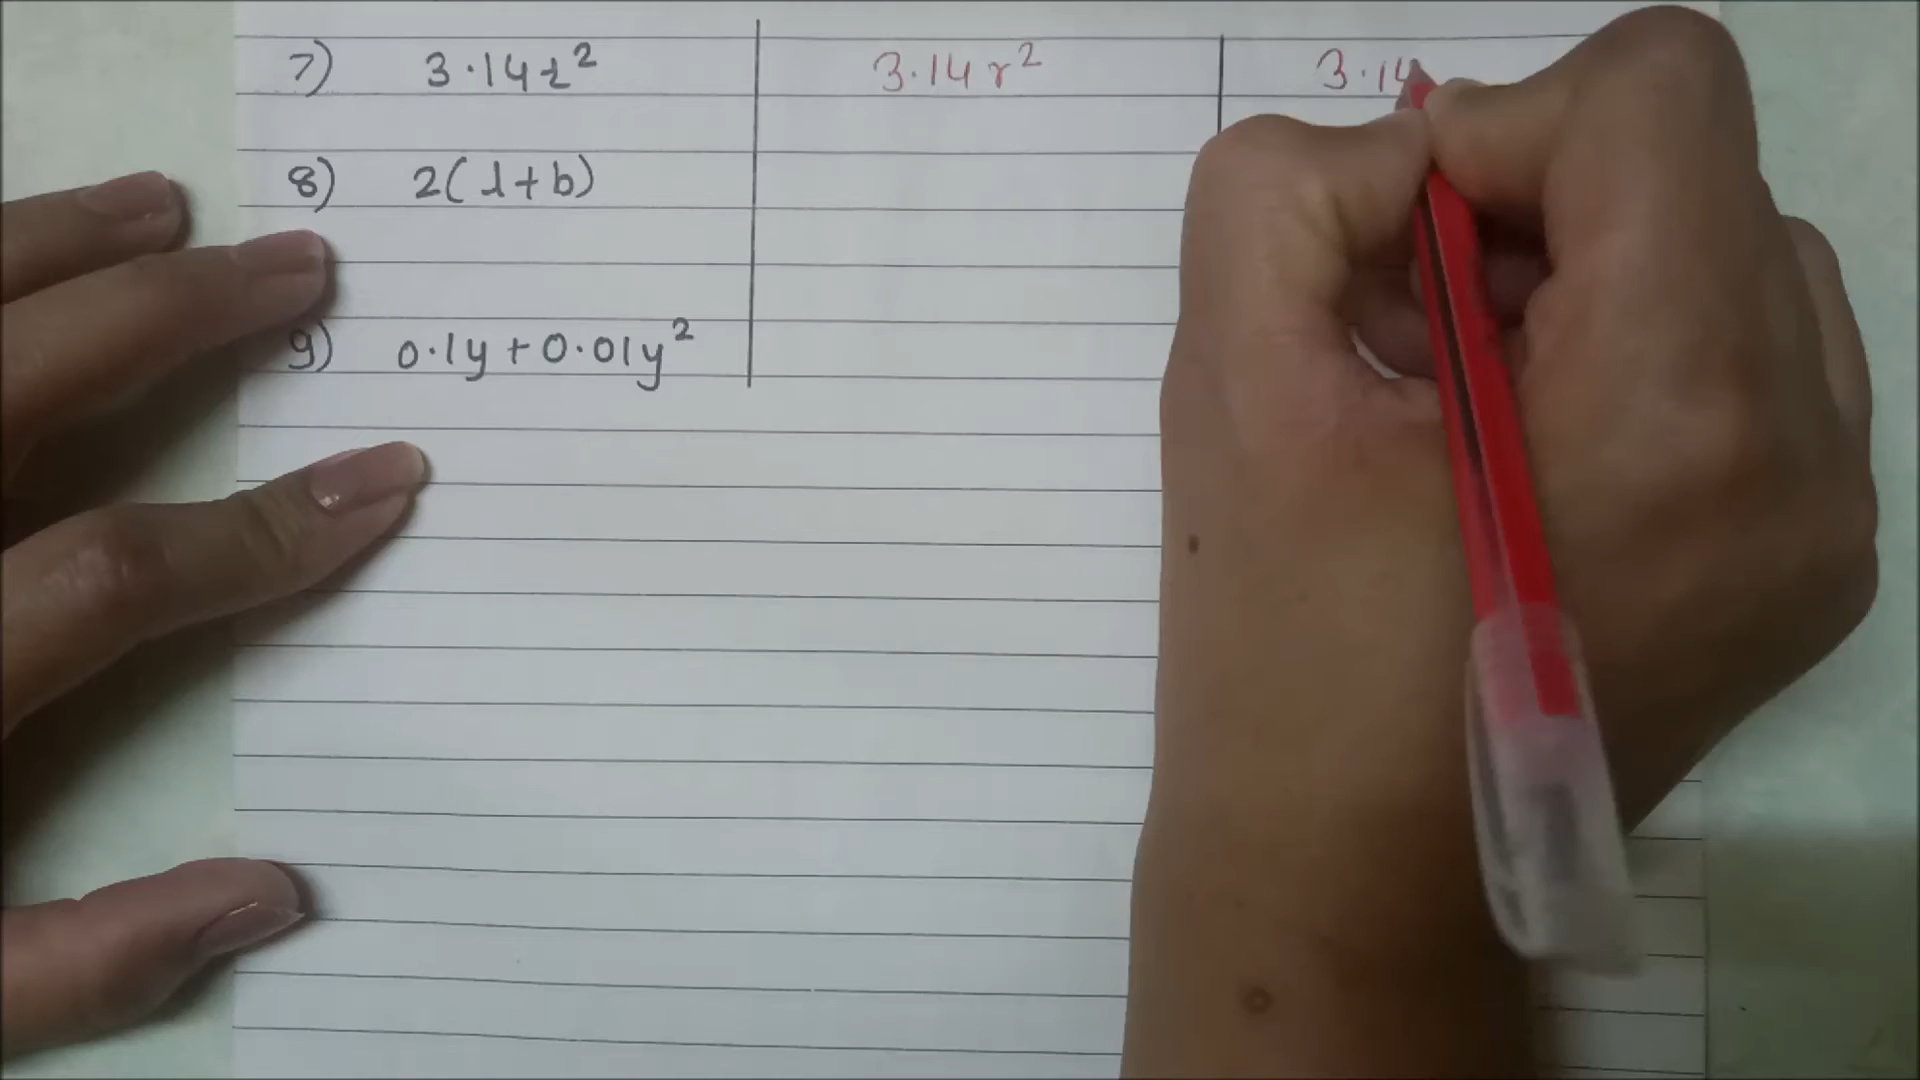 7) 3.14r² 3.14r² 3.14
8) 2(l+b)
9) 0.1y + 0.01y²